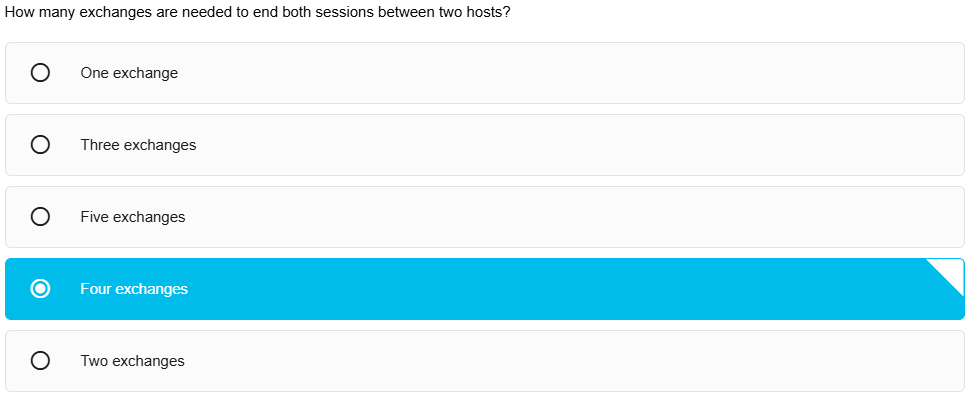 How many exchanges are needed to end both sessions between two hosts?
One exchange
Three exchanges
Five exchanges
Four exchanges
Two exchanges